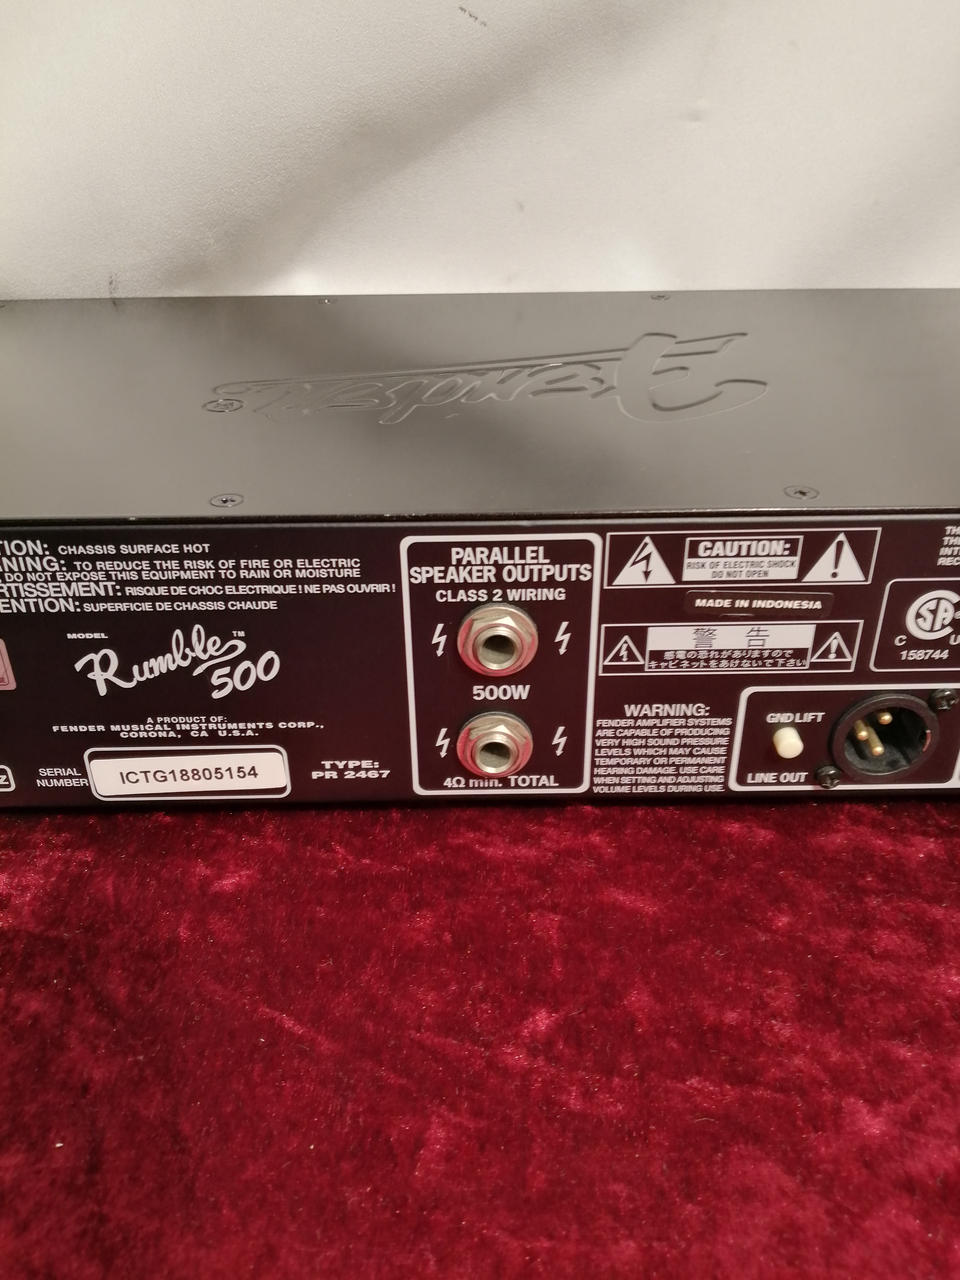 Fender
TION: CHASSIS SURFACE HOT
NING: TO REDUCE THE RISK OF FIRE OR ELECTRIC
DO NOT EXPOSE THIS EQUIPMENT TO RAIN OR MOISTURE
RTISSEMENT: RISQUE DE CHOC ELECTRIQUE ! NE PAS OUVRIR !
ENTION: SUPERFICIE DE CHASSIS CHAUDE
MODEL
Rumble™
500
A PRODUCT OF:
FENDER MUSICAL INSTRUMENTS CORP.,
CORONA, CA U.S.A.
SERIAL
NUMBER
ICTG18805154
TYPE:
PR 2467
PARALLEL
SPEAKER OUTPUTS
CLASS 2 WIRING
500W
4Ω min. TOTAL
CAUTION:
RISK OF ELECTRIC SHOCK
DO NOT OPEN
MADE IN INDONESIA
警 告
感電の恐れがありますので
キャビネットをあけないで下さい
WARNING:
FENDER AMPLIFIER SYSTEMS
ARE CAPABLE OF PRODUCING
VERY HIGH SOUND PRESSURE
LEVELS WHICH MAY CAUSE
TEMPORARY OR PERMANENT
HEARING DAMAGE. USE CARE
WHEN SETTING AND ADJUSTING
VOLUME LEVELS DURING USE.
GND LIFT
LINE OUT
TH
THE
INT
REC
SA
C U
158744
z